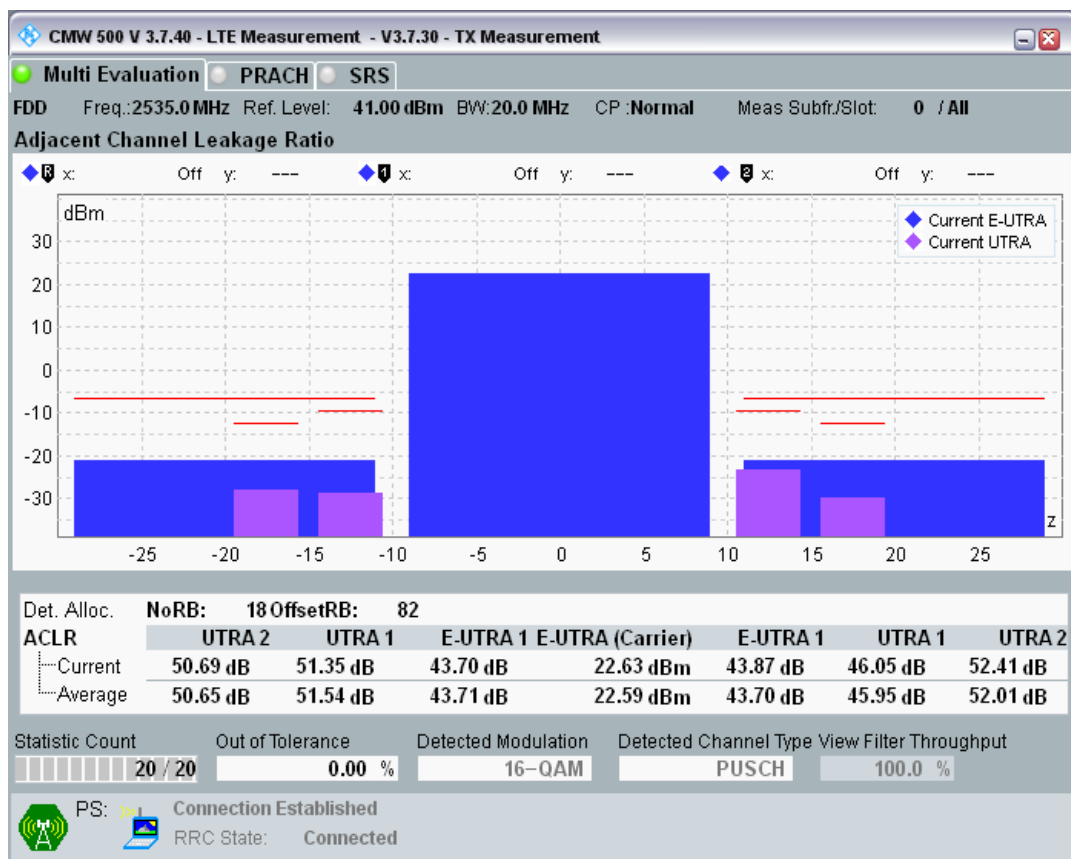 CMW 500 V 3.7.40 - LTE Measurement - V3.7.30 - TX Measurement
Multi Evaluation PRACH SRS
FDD Freq.:2535.0 MHz Ref. Level: 41.00 dBm BW:20.0 MHz CP :Normal Meas Subfr./Slot: 0 / All
Adjacent Channel Leakage Ratio
R x: Off y: --- 1 x: Off y: --- 2 x: Off y: ---
dBm
Current E-UTRA
Current UTRA
30
20
10
0
-10
-20
-30
z
-25 -20 -15 -10 -5 0 5 10 15 20 25
Det. Alloc. NoRB: 18 OffsetRB: 82
ACLR UTRA 2 UTRA 1 E-UTRA 1 E-UTRA (Carrier) E-UTRA 1 UTRA 1 UTRA 2
Current 50.69 dB 51.35 dB 43.70 dB 22.63 dBm 43.87 dB 46.05 dB 52.41 dB
Average 50.65 dB 51.54 dB 43.71 dB 22.59 dBm 43.70 dB 45.95 dB 52.01 dB
Statistic Count Out of Tolerance Detected Modulation Detected Channel Type View Filter Throughput
20 / 20 0.00 % 16-QAM PUSCH 100.0 %
PS: Connection Established
RRC State: Connected